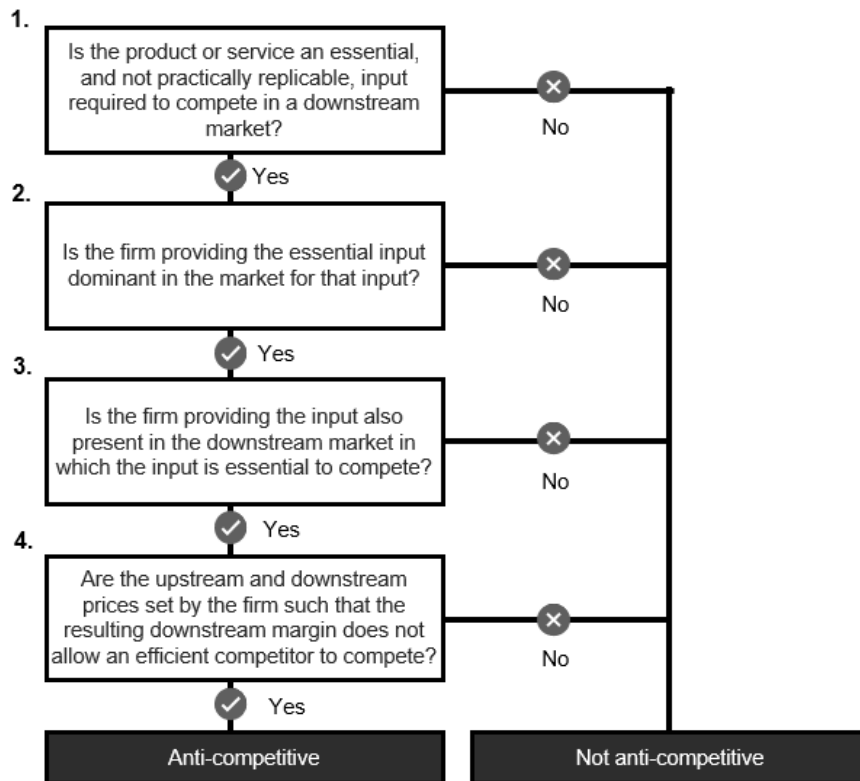 1.
Is the product or service an essential,
and not practically replicable, input
required to compete in a downstream
market?
No
Yes
2.
Is the firm providing the essential input
dominant in the market for that input?
No
Yes
3.
Is the firm providing the input also
present in the downstream market in
which the input is essential to compete?
No
Yes
4.
Are the upstream and downstream
prices set by the firm such that the
resulting downstream margin does not
allow an efficient competitor to compete?
No
Yes
Anti-competitive
Not anti-competitive